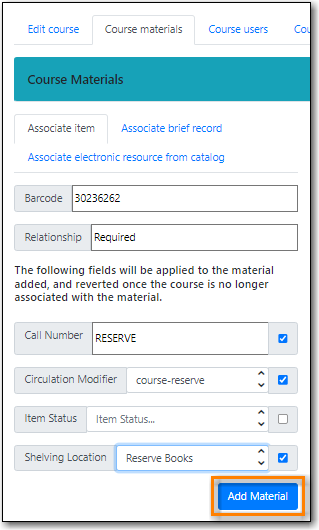 Edit course Course materials Course users Cou
Course Materials
Associate item Associate brief record
Associate electronic resource from catalog
Barcode 30236262
Relationship Required
The following fields will be applied to the material
added, and reverted once the course is no longer
associated with the material.
Call Number RESERVE
Circulation Modifier course-reserve
Item Status Item Status...
Shelving Location Reserve Books
Add Material